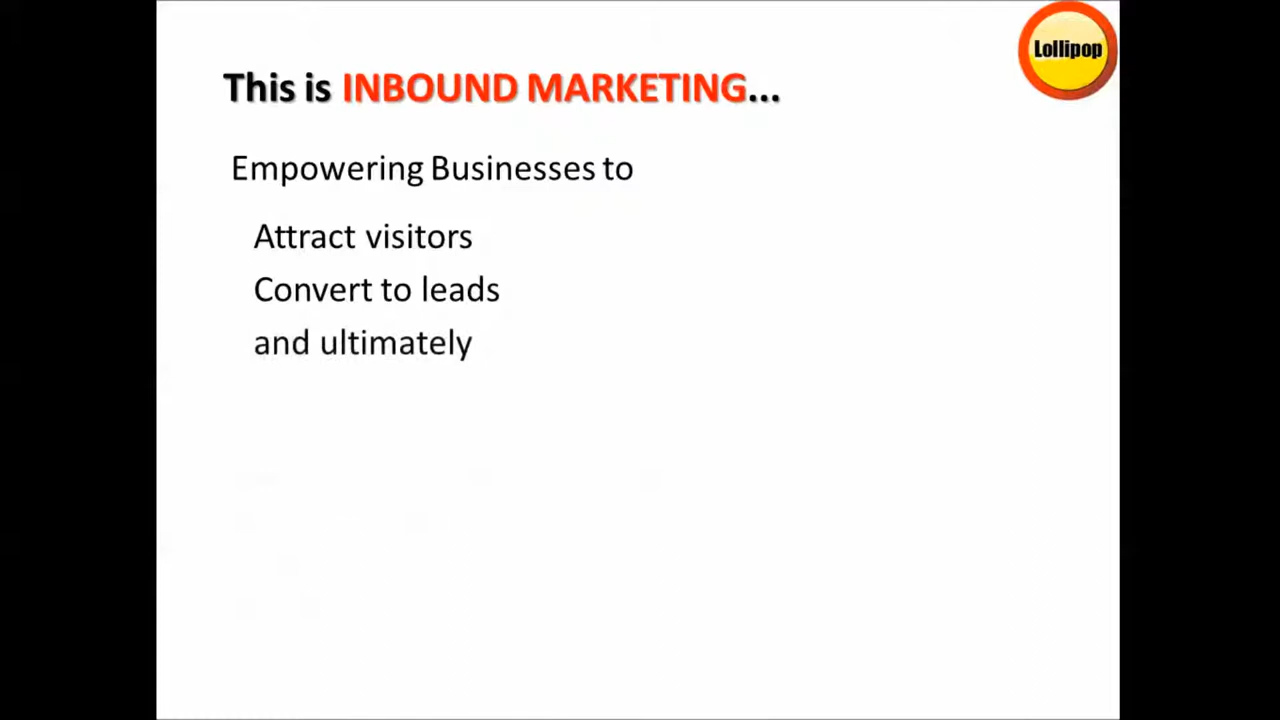 Lollipop
This is INBOUND MARKETING...
Empowering Businesses to
Attract visitors
Convert to leads
and ultimately